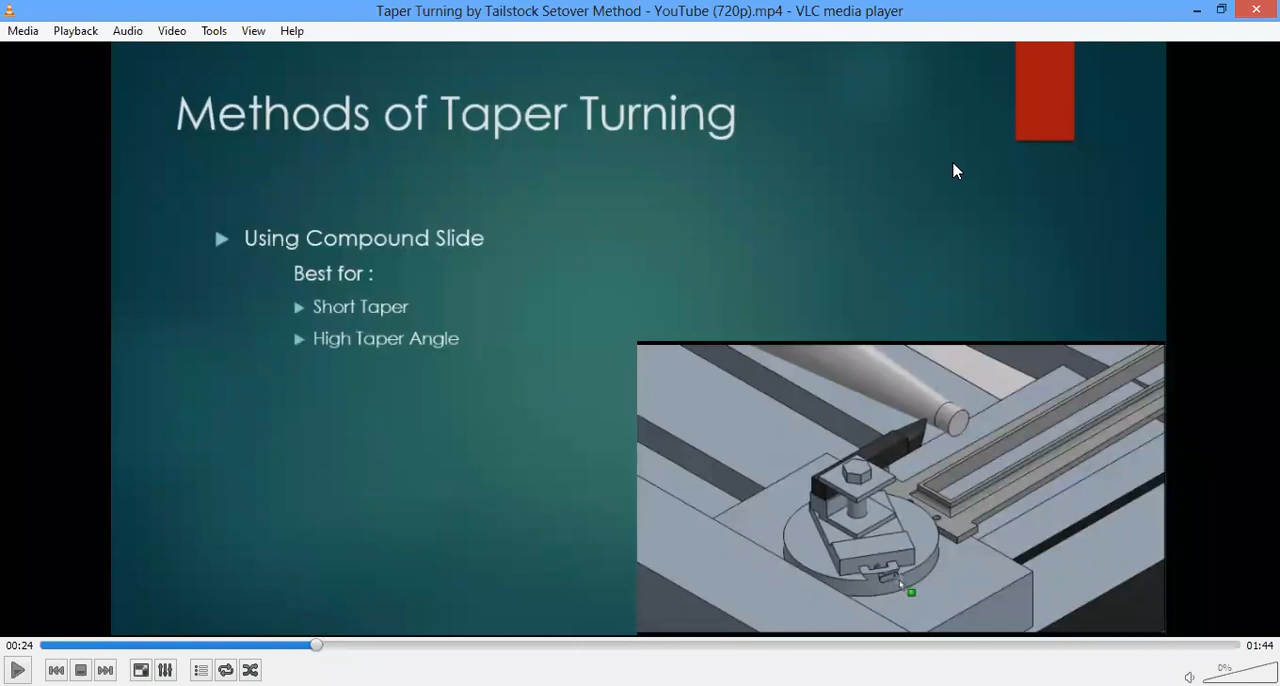 Taper Turning by Tailstock Setover Method - YouTube (720p).mp4 - VLC media player
Media Playback Audio Video Tools View Help
Methods of Taper Turning
Using Compound Slide
Best for :
Short Taper
High Taper Angle
00:24
01:44
0%